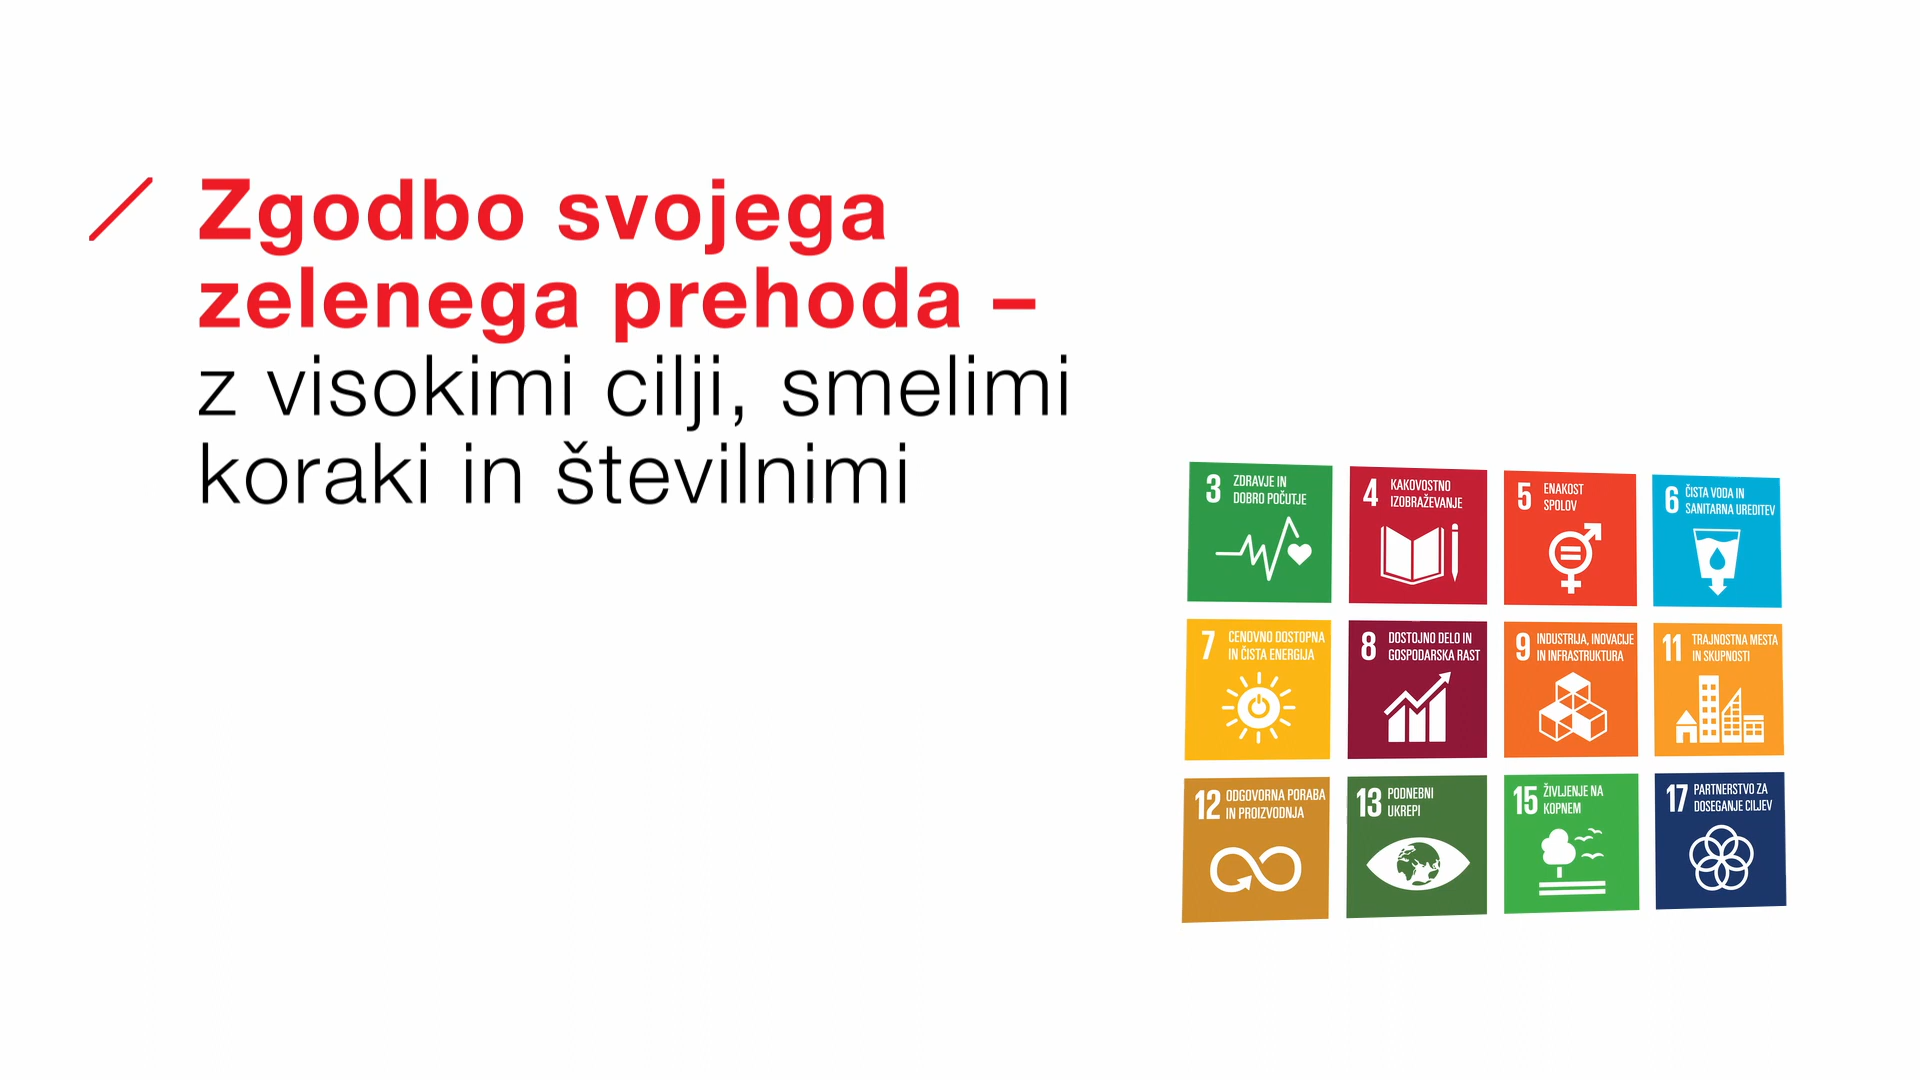 Zgodbo svojega
zelenega prehoda –
z visokimi cilji, smelimi
koraki in številnimi
3 ZDRAVJE IN
DOBRO POČUTJE
4 KAKOVOSTNO
IZOBRAŽEVANJE
5 ENAKOST
SPOLOV
6 ČISTA VODA IN
SANITARNA UREDITEV
7 CENOVNO DOSTOPNA
IN ČISTA ENERGIJA
8 DOSTOJNO DELO IN
GOSPODARSKA RAST
9 INDUSTRIJA, INOVACIJE
IN INFRASTRUKTURA
11 TRAJNOSTNA MESTA
IN SKUPNOSTI
12 ODGOVORNA PORABA
IN PROIZVODNJA
13 PODNEBNI
UKREPI
15 ŽIVLJENJE NA
KOPNEM
17 PARTNERSTVO ZA
DOSEGANJE CILJEV